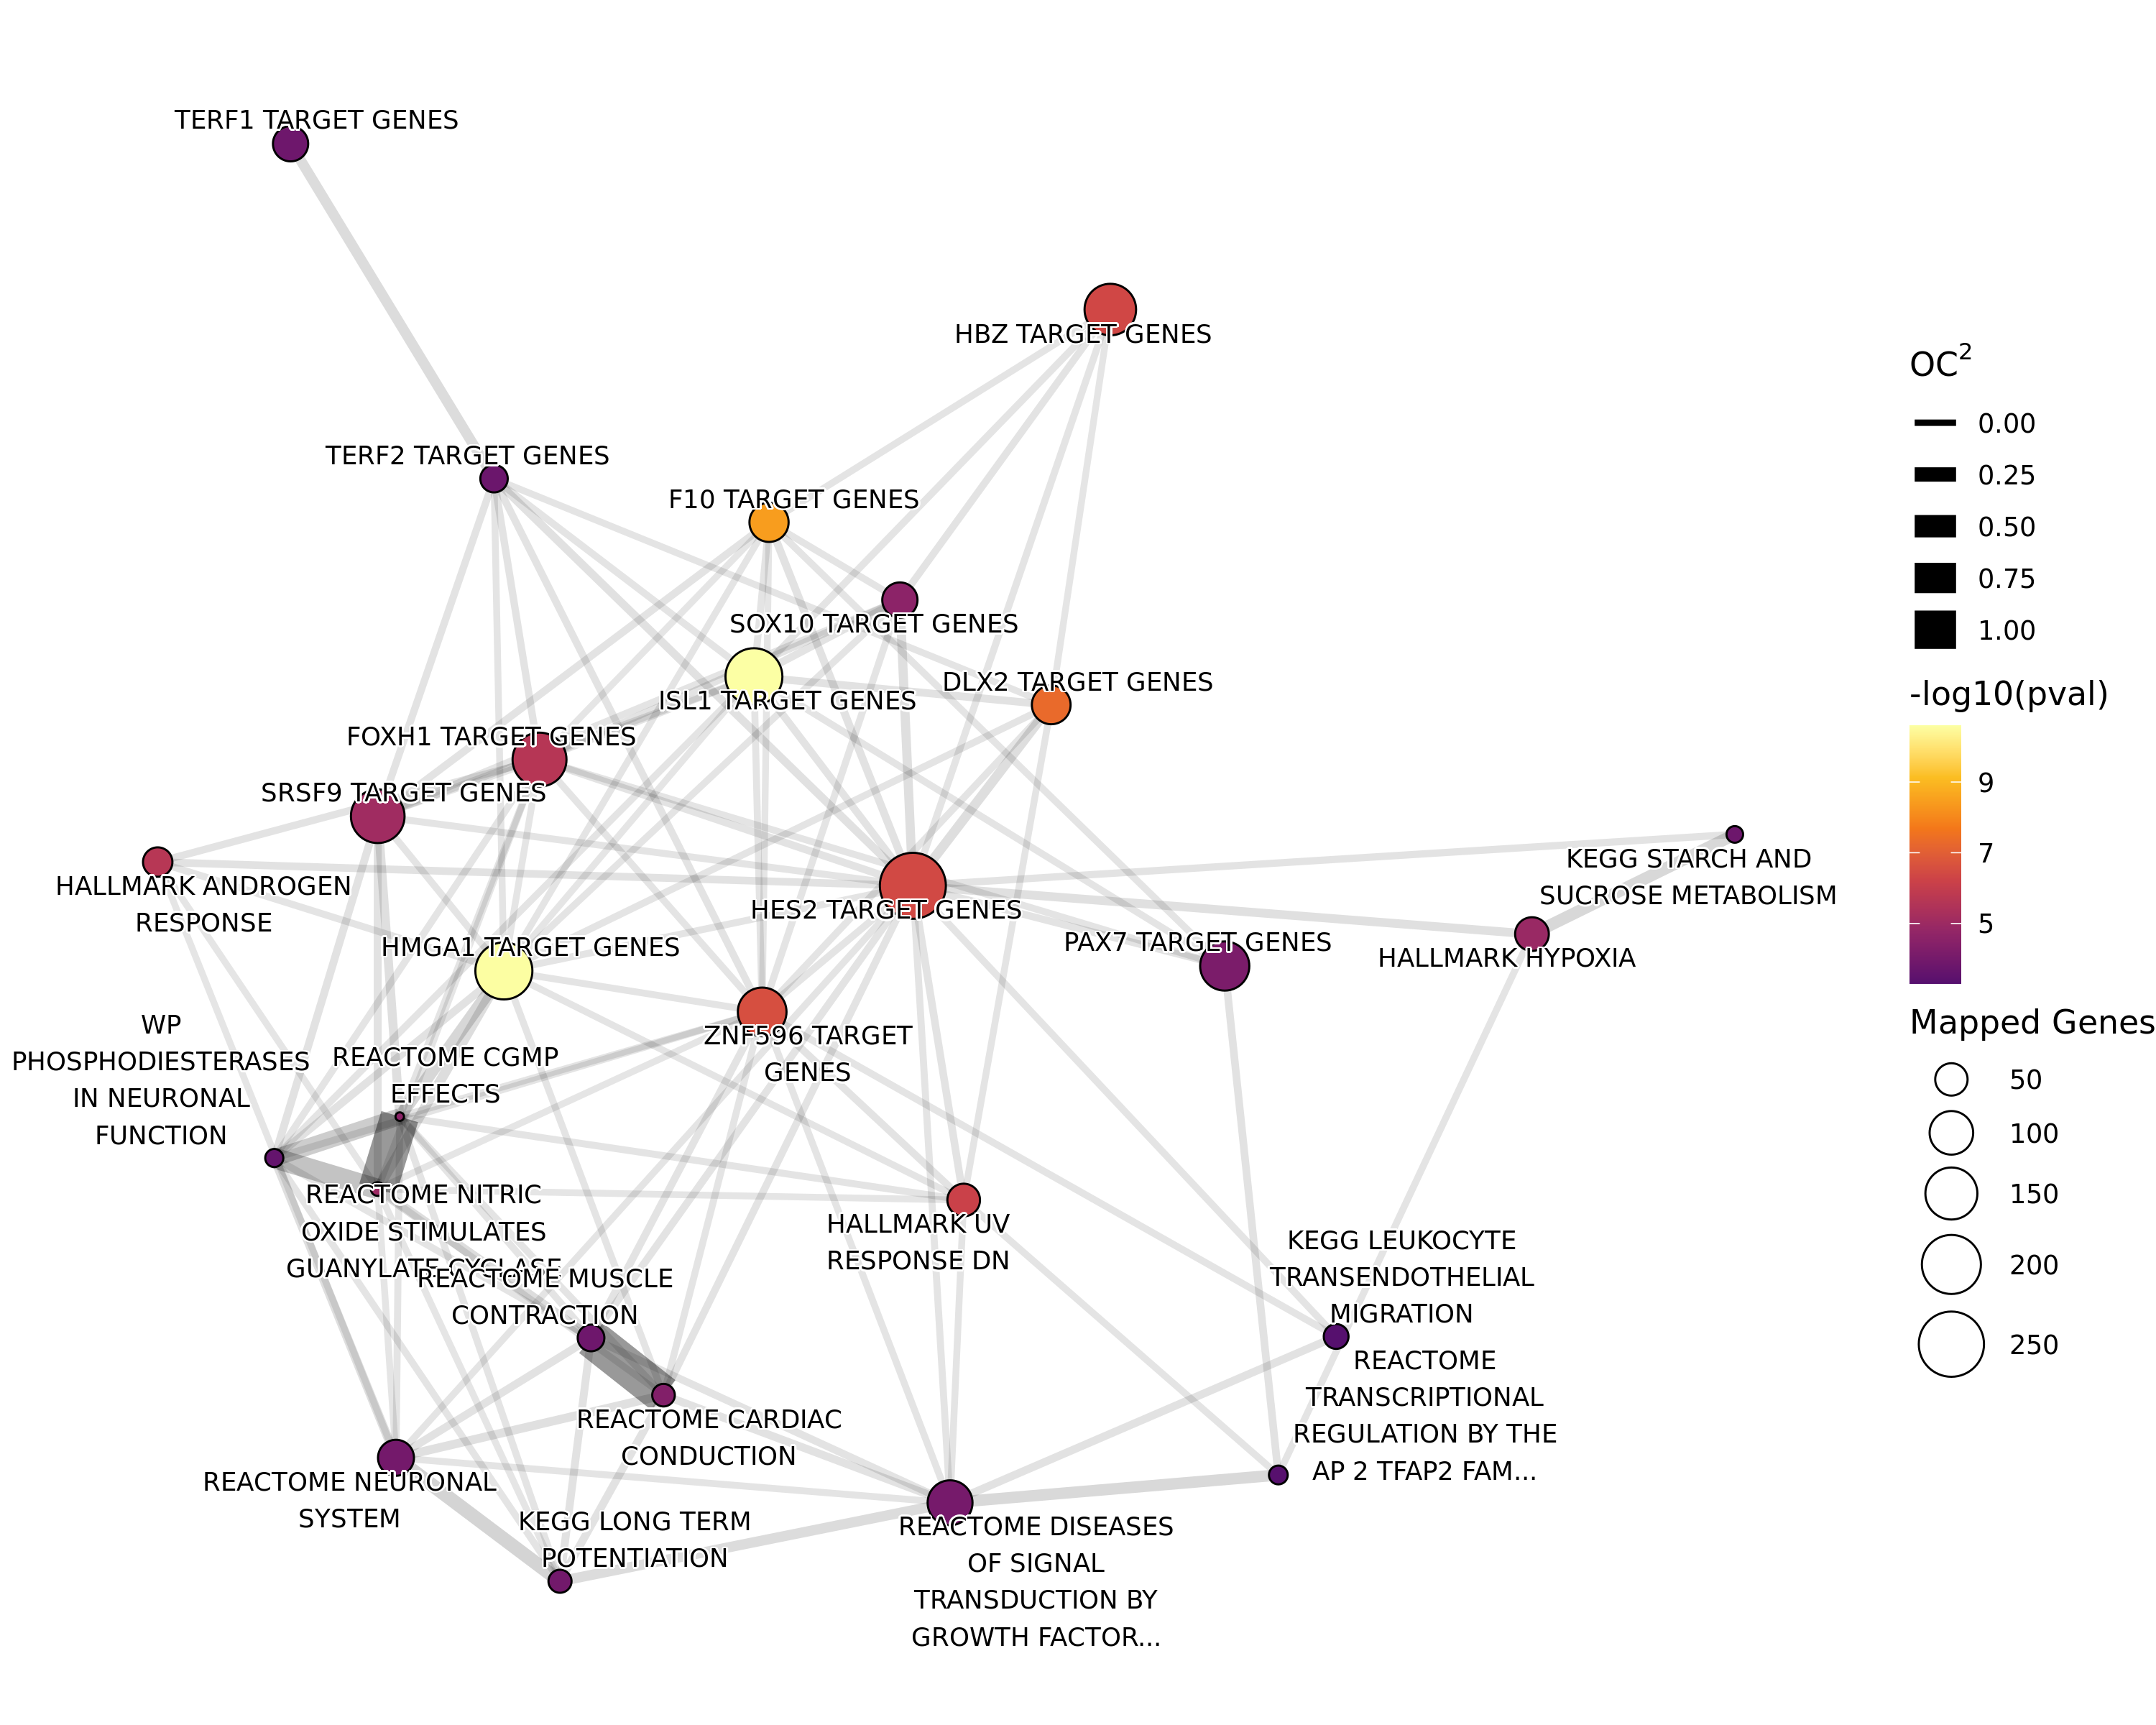 TERF1 TARGET GENES
HBZ TARGET GENES
TERF2 TARGET GENES
F10 TARGET GENES
SOX10 TARGET GENES
ISL1 TARGET GENES
DLX2 TARGET GENES
FOXH1 TARGET GENES
SRSF9 TARGET GENES
HALLMARK ANDROGEN
RESPONSE
HES2 TARGET GENES
KEGG STARCH AND
SUCROSE METABOLISM
HMGA1 TARGET GENES
PAX7 TARGET GENES
HALLMARK HYPOXIA
WP
PHOSPHODIESTERASES
IN NEURONAL
FUNCTION
REACTOME CGMP
EFFECTS
ZNF596 TARGET
GENES
REACTOME NITRIC
OXIDE STIMULATES
GUANYLATE CYCLASE
REACTOME MUSCLE
CONTRACTION
HALLMARK UV
RESPONSE DN
KEGG LEUKOCYTE
TRANSENDOTHELIAL
MIGRATION
REACTOME
TRANSCRIPTIONAL
REGULATION BY THE
AP 2 TFAP2 FAM...
REACTOME CARDIAC
CONDUCTION
REACTOME NEURONAL
SYSTEM
KEGG LONG TERM
POTENTIATION
REACTOME DISEASES
OF SIGNAL
TRANSDUCTION BY
GROWTH FACTOR...
OC²
0.00
0.25
0.50
0.75
1.00
-log10(pval)
9
7
5
Mapped Genes
50
100
150
200
250